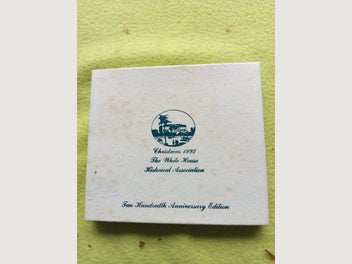 Christmas 1992
The White House
Historical Association
Two Hundredth Anniversary Edition